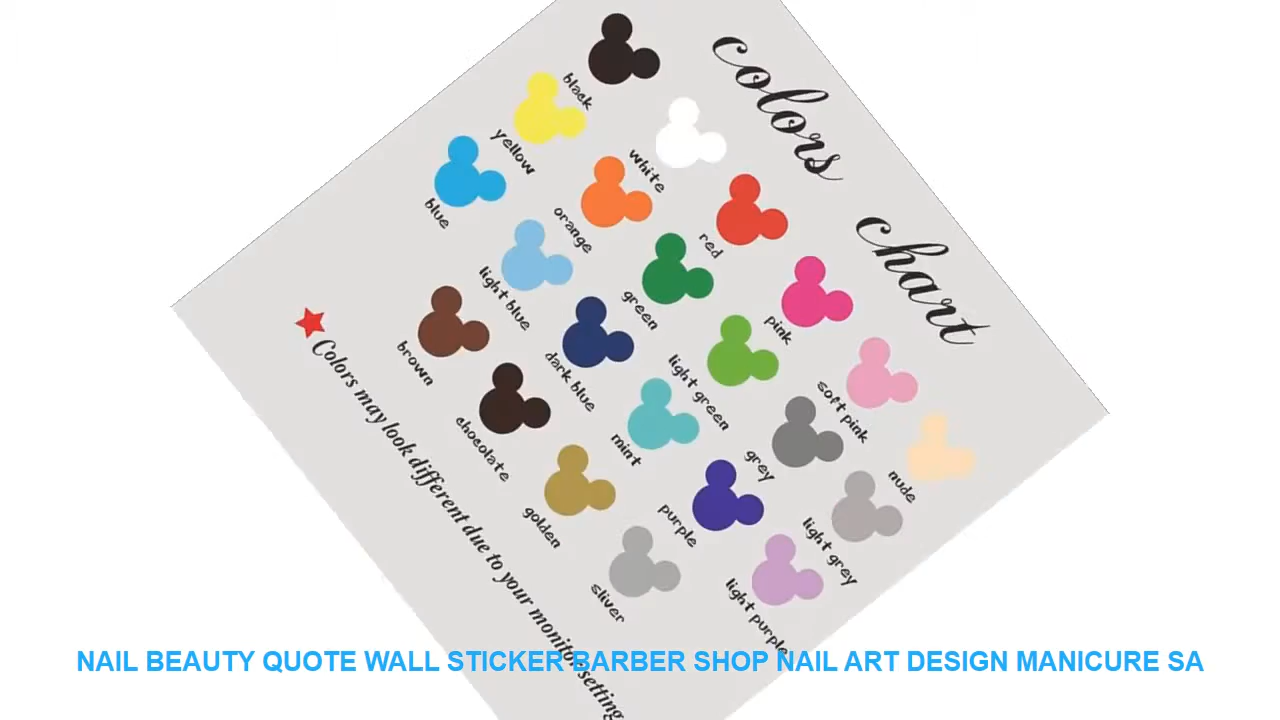 colors chart
black white red pink soft pink nude
yellow orange green light green grey light grey
blue light blue dark blue mint purple light purple
brown chocolate golden sliver
Colors may look different due to your monitor setting
NAIL BEAUTY QUOTE WALL STICKER BARBER SHOP NAIL ART DESIGN MANICURE SA